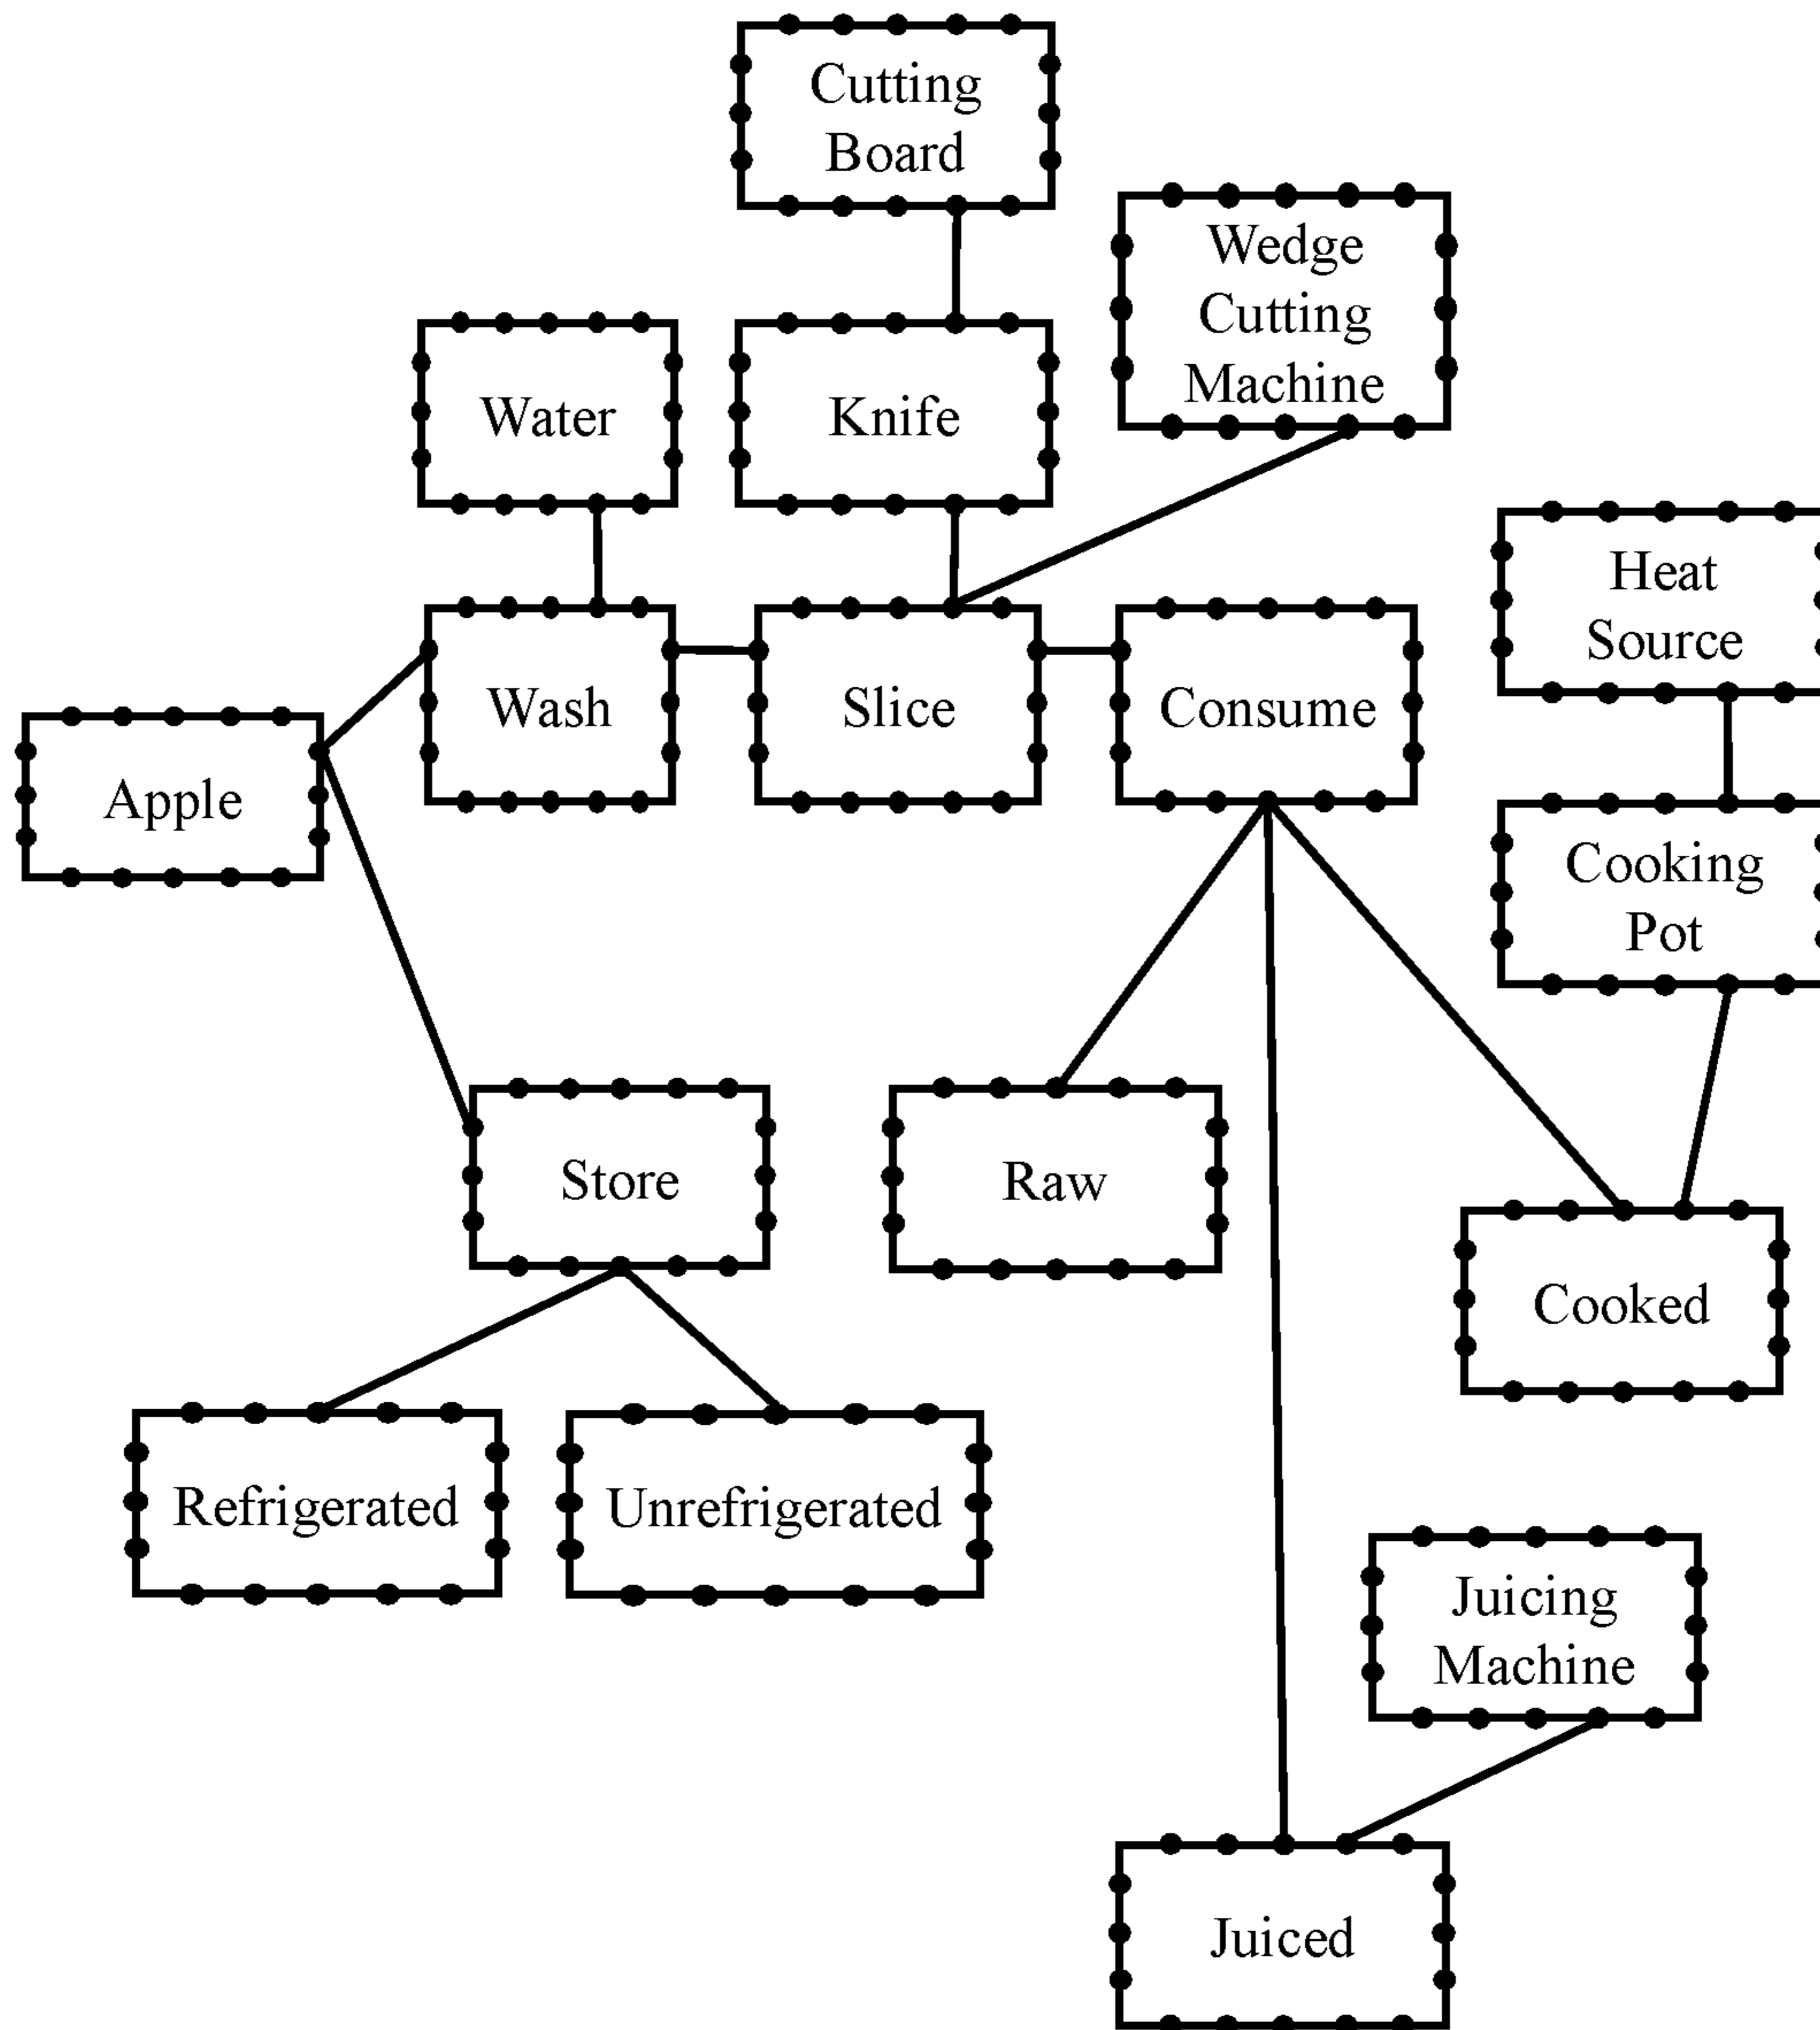 Cutting
Board
Wedge
Cutting
Machine
Water
Knife
Heat
Source
Wash
Slice
Consume
Apple
Cooking
Pot
Store
Raw
Cooked
Refrigerated
Unrefrigerated
Juicing
Machine
Juiced